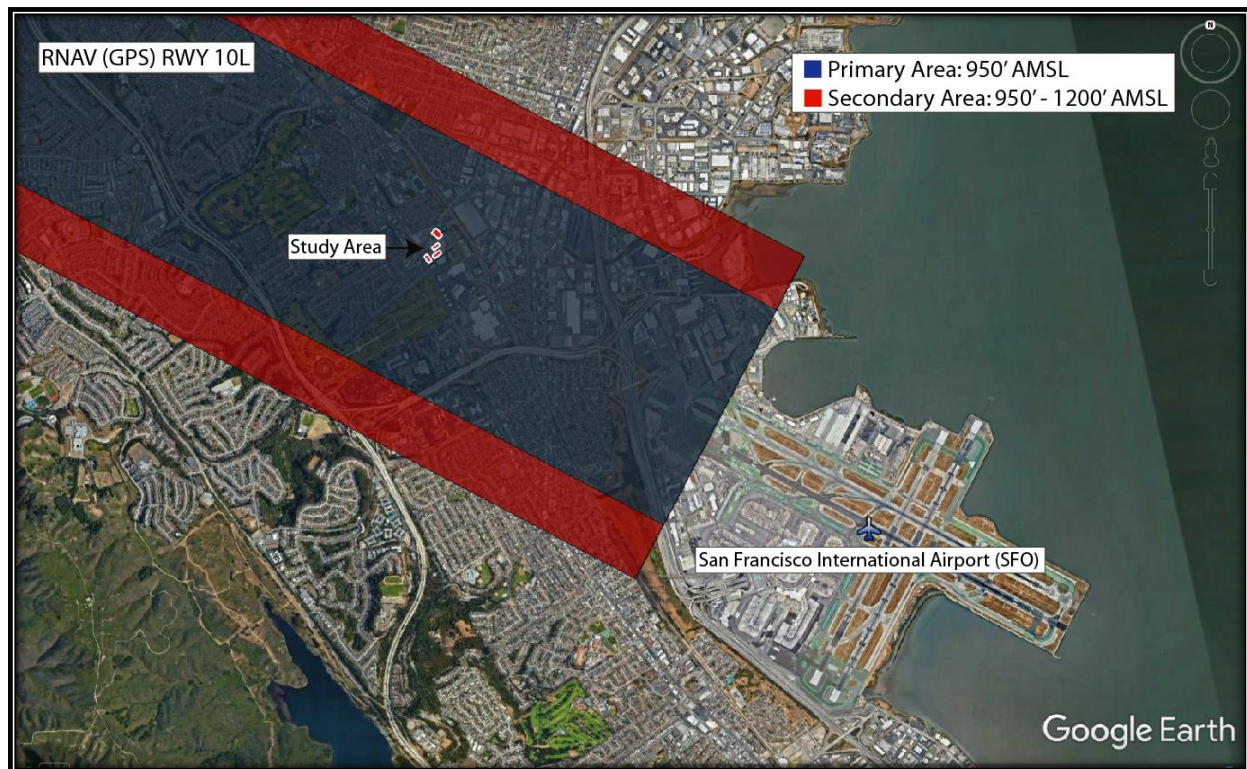 RNAV (GPS) RWY 10L
Primary Area: 950’ AMSL
Secondary Area: 950’ - 1200’ AMSL
N
Study Area
San Francisco International Airport (SFO)
Google Earth